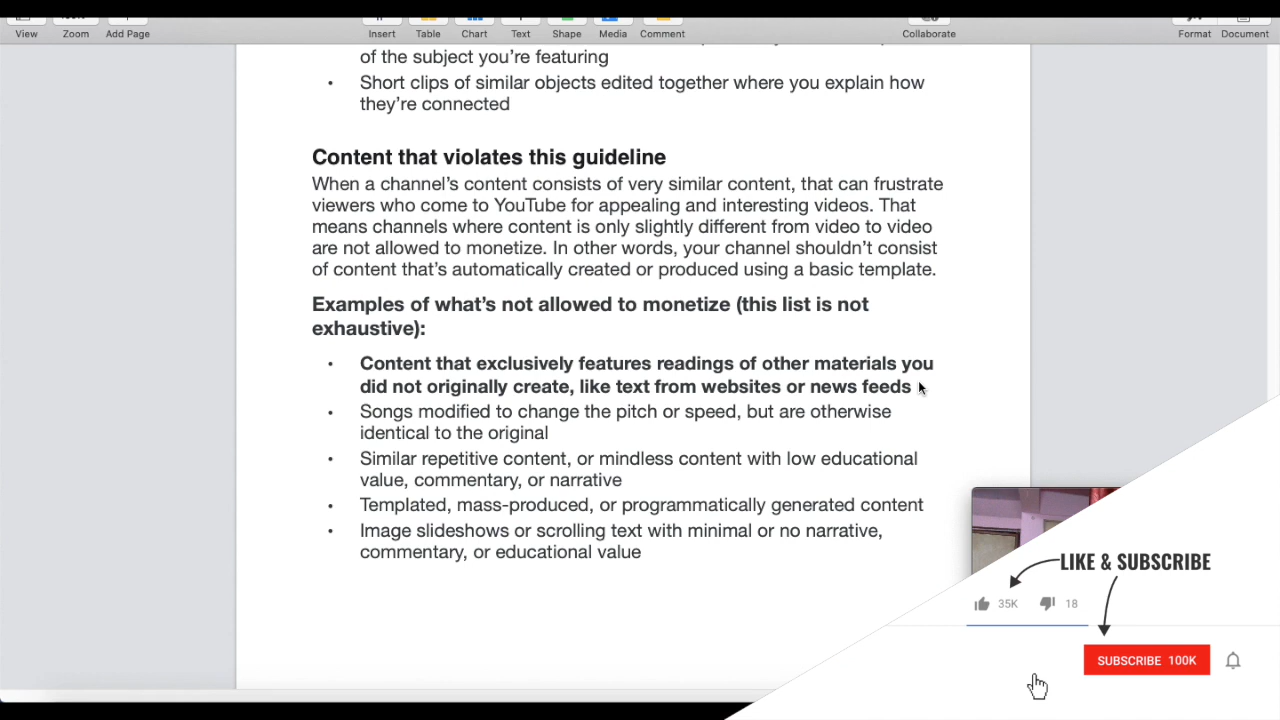 View
Zoom
Add Page
Insert
Table
Chart
Text
Shape
Media
Comment
Collaborate
Format
Document
of the subject you're featuring
• Short clips of similar objects edited together where you explain how
they're connected
Content that violates this guideline
When a channel's content consists of very similar content, that can frustrate
viewers who come to YouTube for appealing and interesting videos. That
means channels where content is only slightly different from video to video
are not allowed to monetize. In other words, your channel shouldn't consist
of content that's automatically created or produced using a basic template.
Examples of what's not allowed to monetize (this list is not
exhaustive):
• Content that exclusively features readings of other materials you
did not originally create, like text from websites or news feeds
• Songs modified to change the pitch or speed, but are otherwise
identical to the original
• Similar repetitive content, or mindless content with low educational
value, commentary, or narrative
• Templated, mass-produced, or programmatically generated content
• Image slideshows or scrolling text with minimal or no narrative,
commentary, or educational value
LIKE & SUBSCRIBE
35K 18
SUBSCRIBE 100K